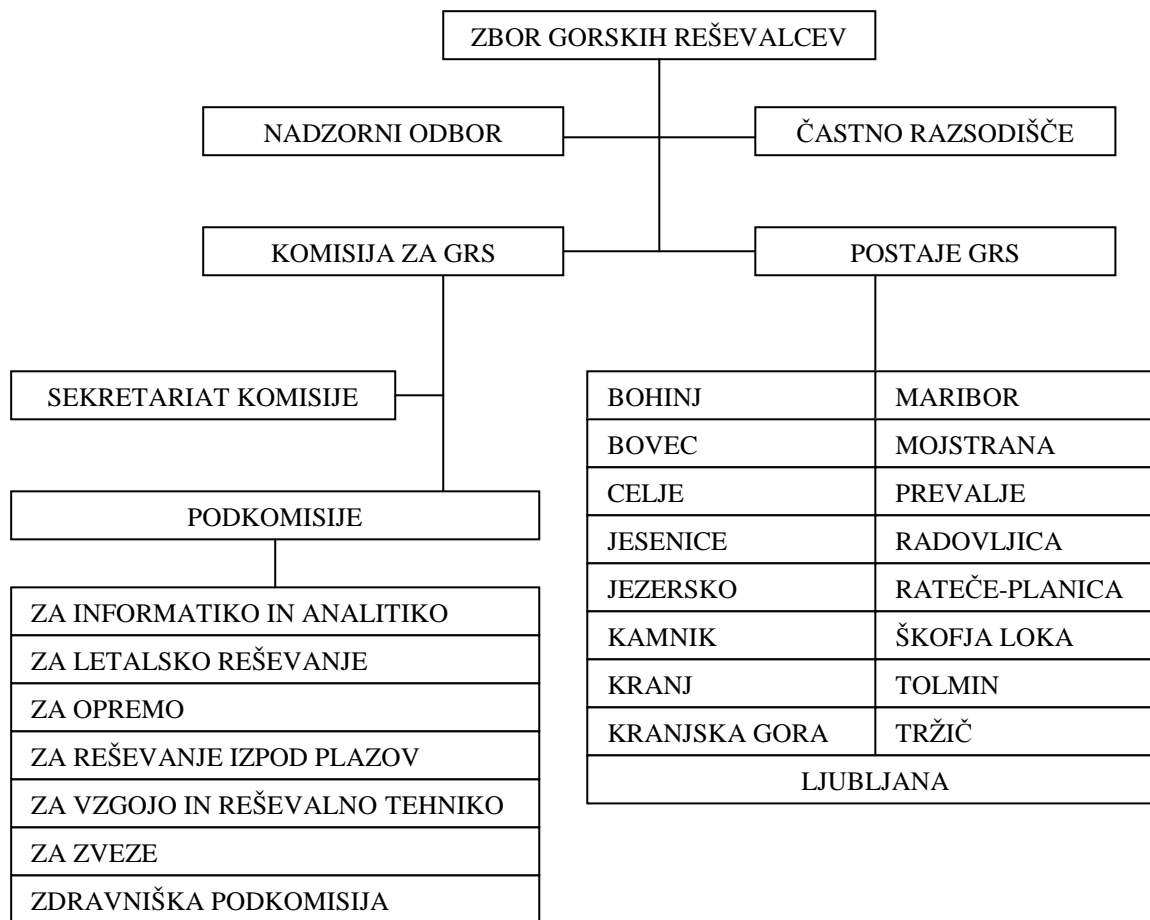 ZBOR GORSKIH REŠEVALCEV
NADZORNI ODBOR
ČASTNO RAZSODIŠČE
KOMISIJA ZA GRS
POSTAJE GRS
SEKRETARIAT KOMISIJE
PODKOMISIJE
ZA INFORMATIKO IN ANALITIKO
ZA LETALSKO REŠEVANJE
ZA OPREMO
ZA REŠEVANJE IZPOD PLAZOV
ZA VZGOJO IN REŠEVALNO TEHNIKO
ZA ZVEZE
ZDRAVNIŠKA PODKOMISIJA
BOHINJ
MARIBOR
BOVEC
MOJSTRANA
CELJE
PREVALJE
JESENICE
RADOVLJICA
JEZERSKO
RATEČE-PLANICA
KAMNIK
ŠKOFJA LOKA
KRANJ
TOLMIN
KRANJSKA GORA
TRŽIČ
LJUBLJANA